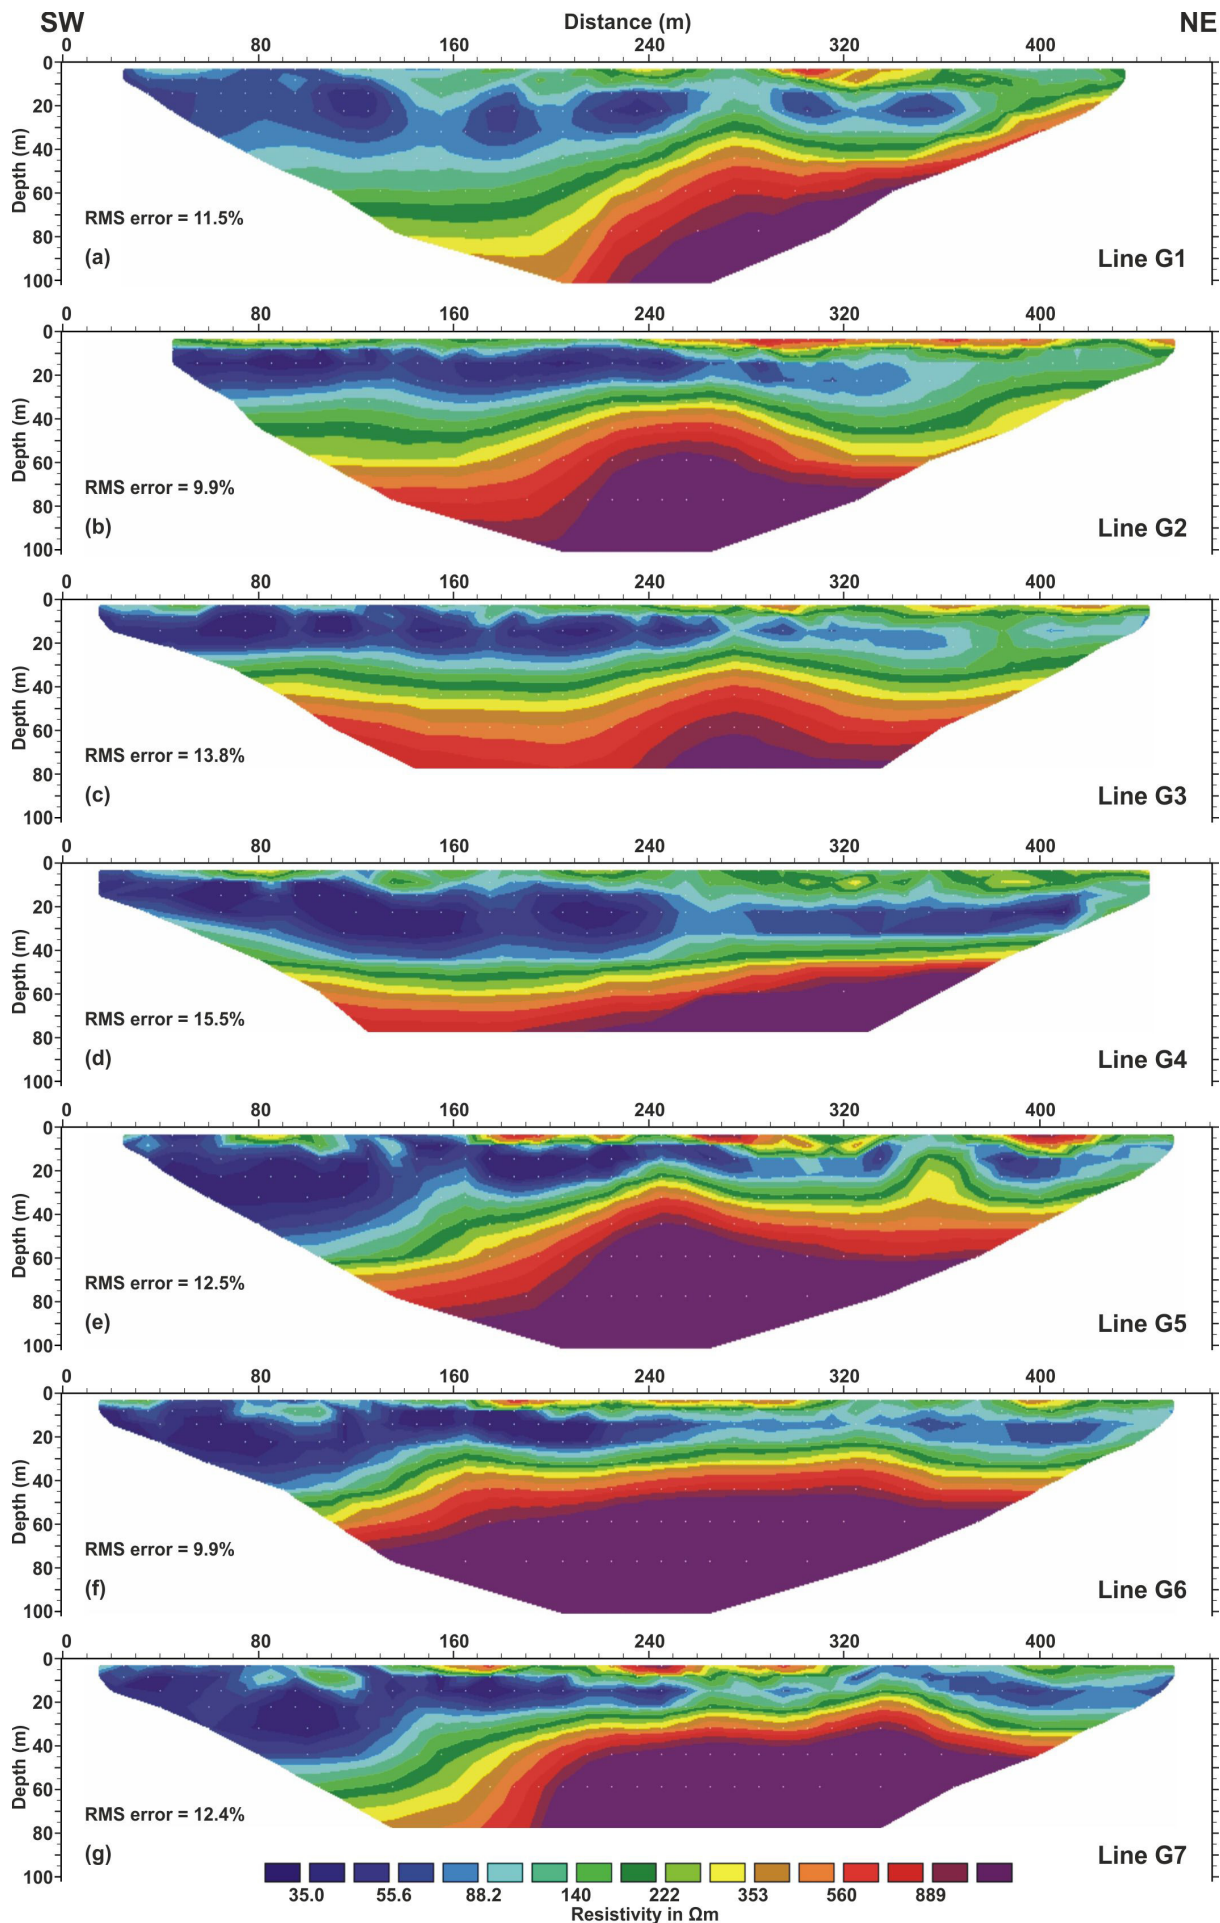 SW Distance (m) NE
0 80 160 240 320 400
0
20
40
60
80
100
Depth (m)
RMS error = 11.5%
(a) Line G1
0 80 160 240 320 400
0
20
40
60
80
100
Depth (m)
RMS error = 9.9%
(b) Line G2
0 80 160 240 320 400
0
20
40
60
80
100
Depth (m)
RMS error = 13.8%
(c) Line G3
0 80 160 240 320 400
0
20
40
60
80
100
Depth (m)
RMS error = 15.5%
(d) Line G4
0 80 160 240 320 400
0
20
40
60
80
100
Depth (m)
RMS error = 12.5%
(e) Line G5
0 80 160 240 320 400
0
20
40
60
80
100
Depth (m)
RMS error = 9.9%
(f) Line G6
0 80 160 240 320 400
0
20
40
60
80
100
Depth (m)
RMS error = 12.4%
(g) Line G7
35.0 55.6 88.2 140 222 353 560 889
Resistivity in Ωm